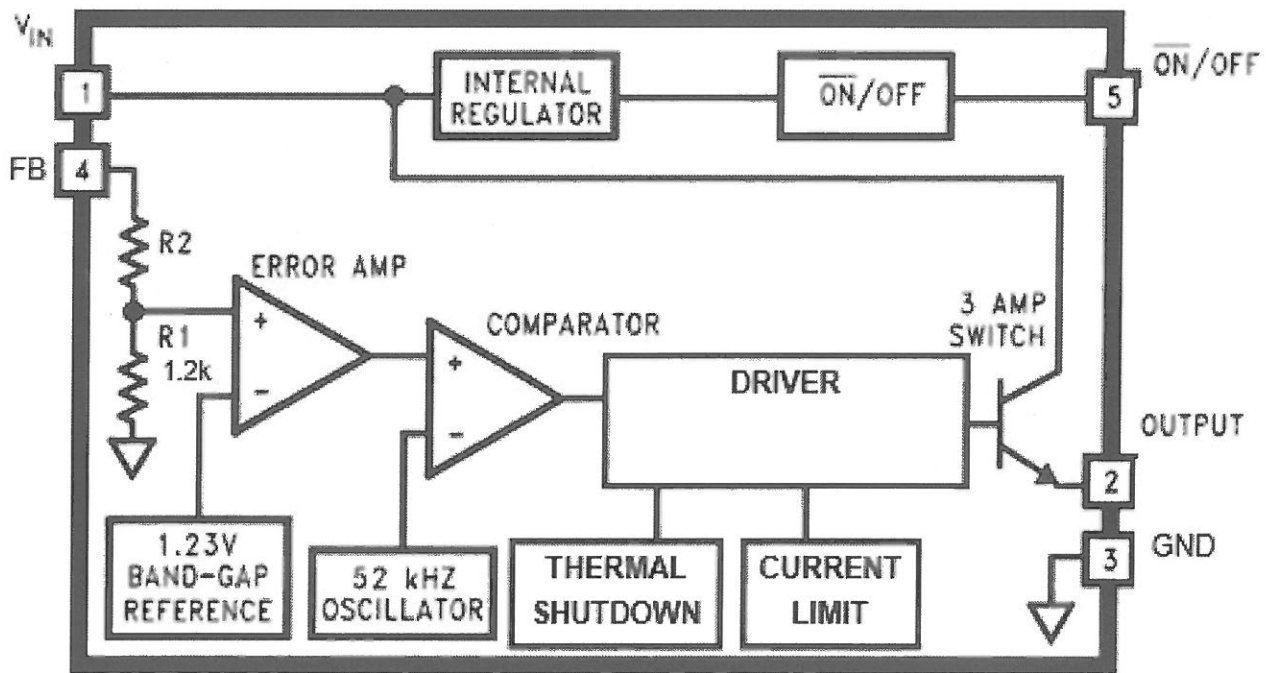 VIN
ON/OFF
1
INTERNAL
REGULATOR
ON/OFF
5
FB
4
R2
ERROR AMP
+
-
R1
1.2k
COMPARATOR
+
-
3 AMP
SWITCH
DRIVER
OUTPUT
2
1.23V
BAND-GAP
REFERENCE
52 kHZ
OSCILLATOR
THERMAL
SHUTDOWN
CURRENT
LIMIT
3
GND